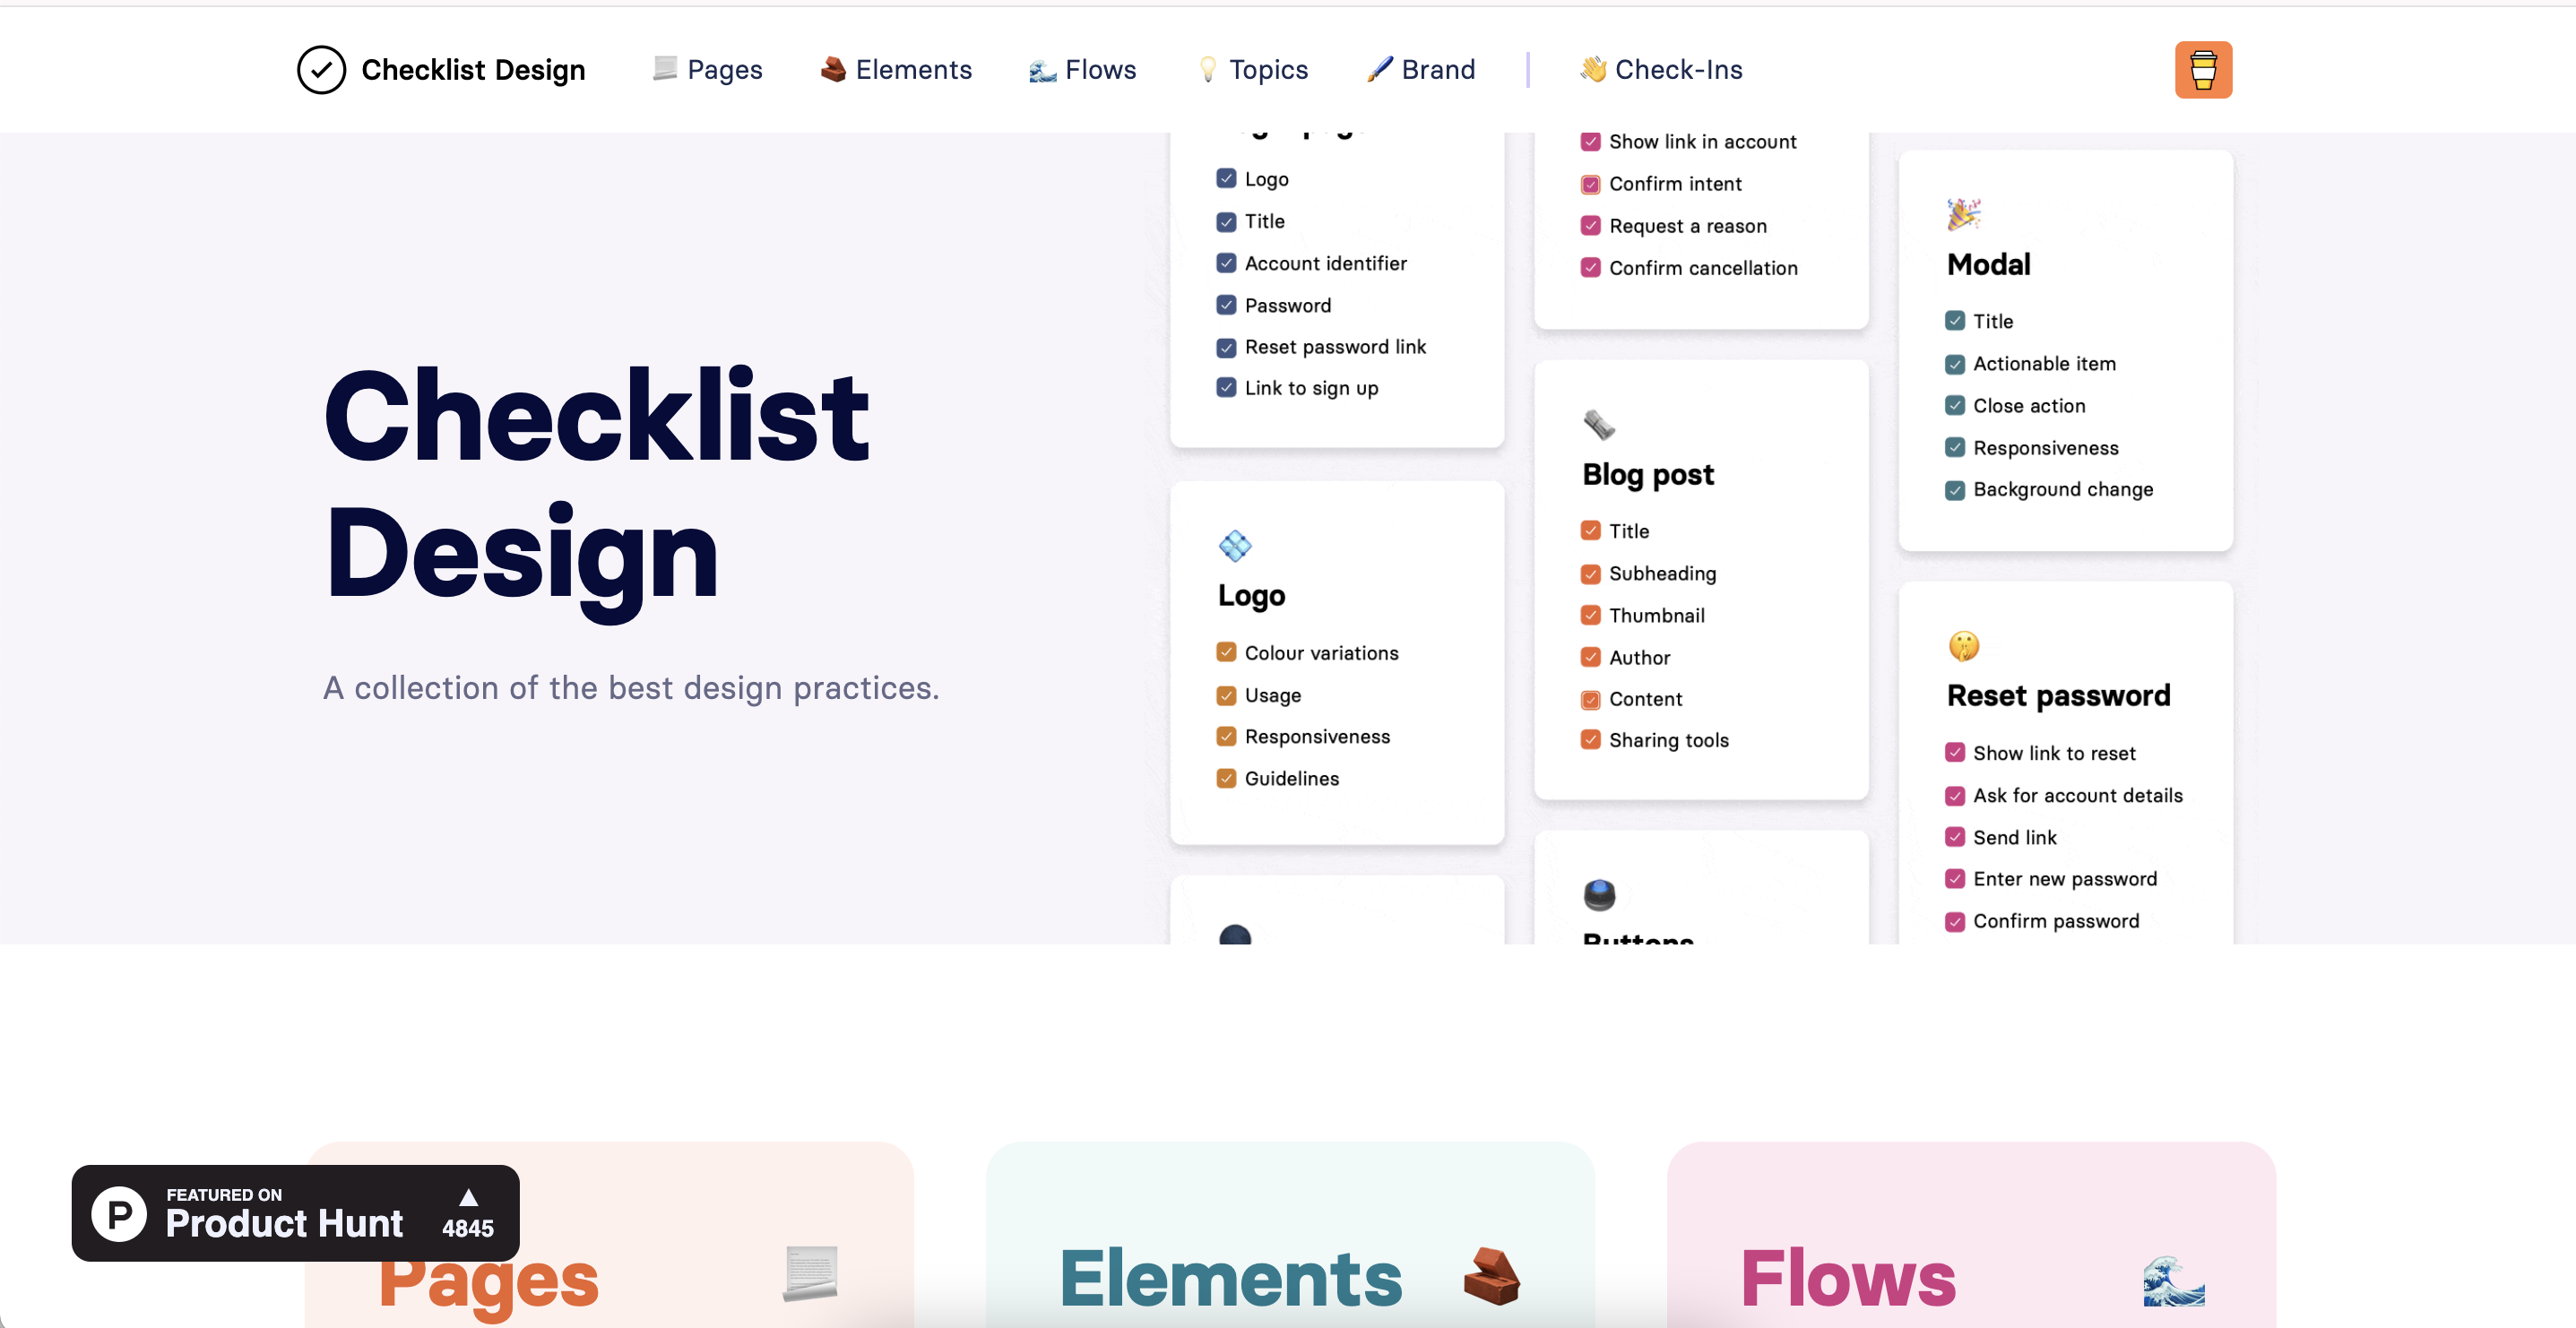 Checklist Design
Pages
Elements
Flows
Topics
Brand
Check-Ins
Checklist
Design
A collection of the best design practices.
Logo
Title
Account identifier
Password
Reset password link
Link to sign up
Logo
Colour variations
Usage
Responsiveness
Guidelines
Show link in account
Confirm intent
Request a reason
Confirm cancellation
Blog post
Title
Subheading
Thumbnail
Author
Content
Sharing tools
Buttons
Modal
Title
Actionable item
Close action
Responsiveness
Background change
Reset password
Show link to reset
Ask for account details
Send link
Enter new password
Confirm password
P
FEATURED ON
Product Hunt
4845
Pages
Elements
Flows